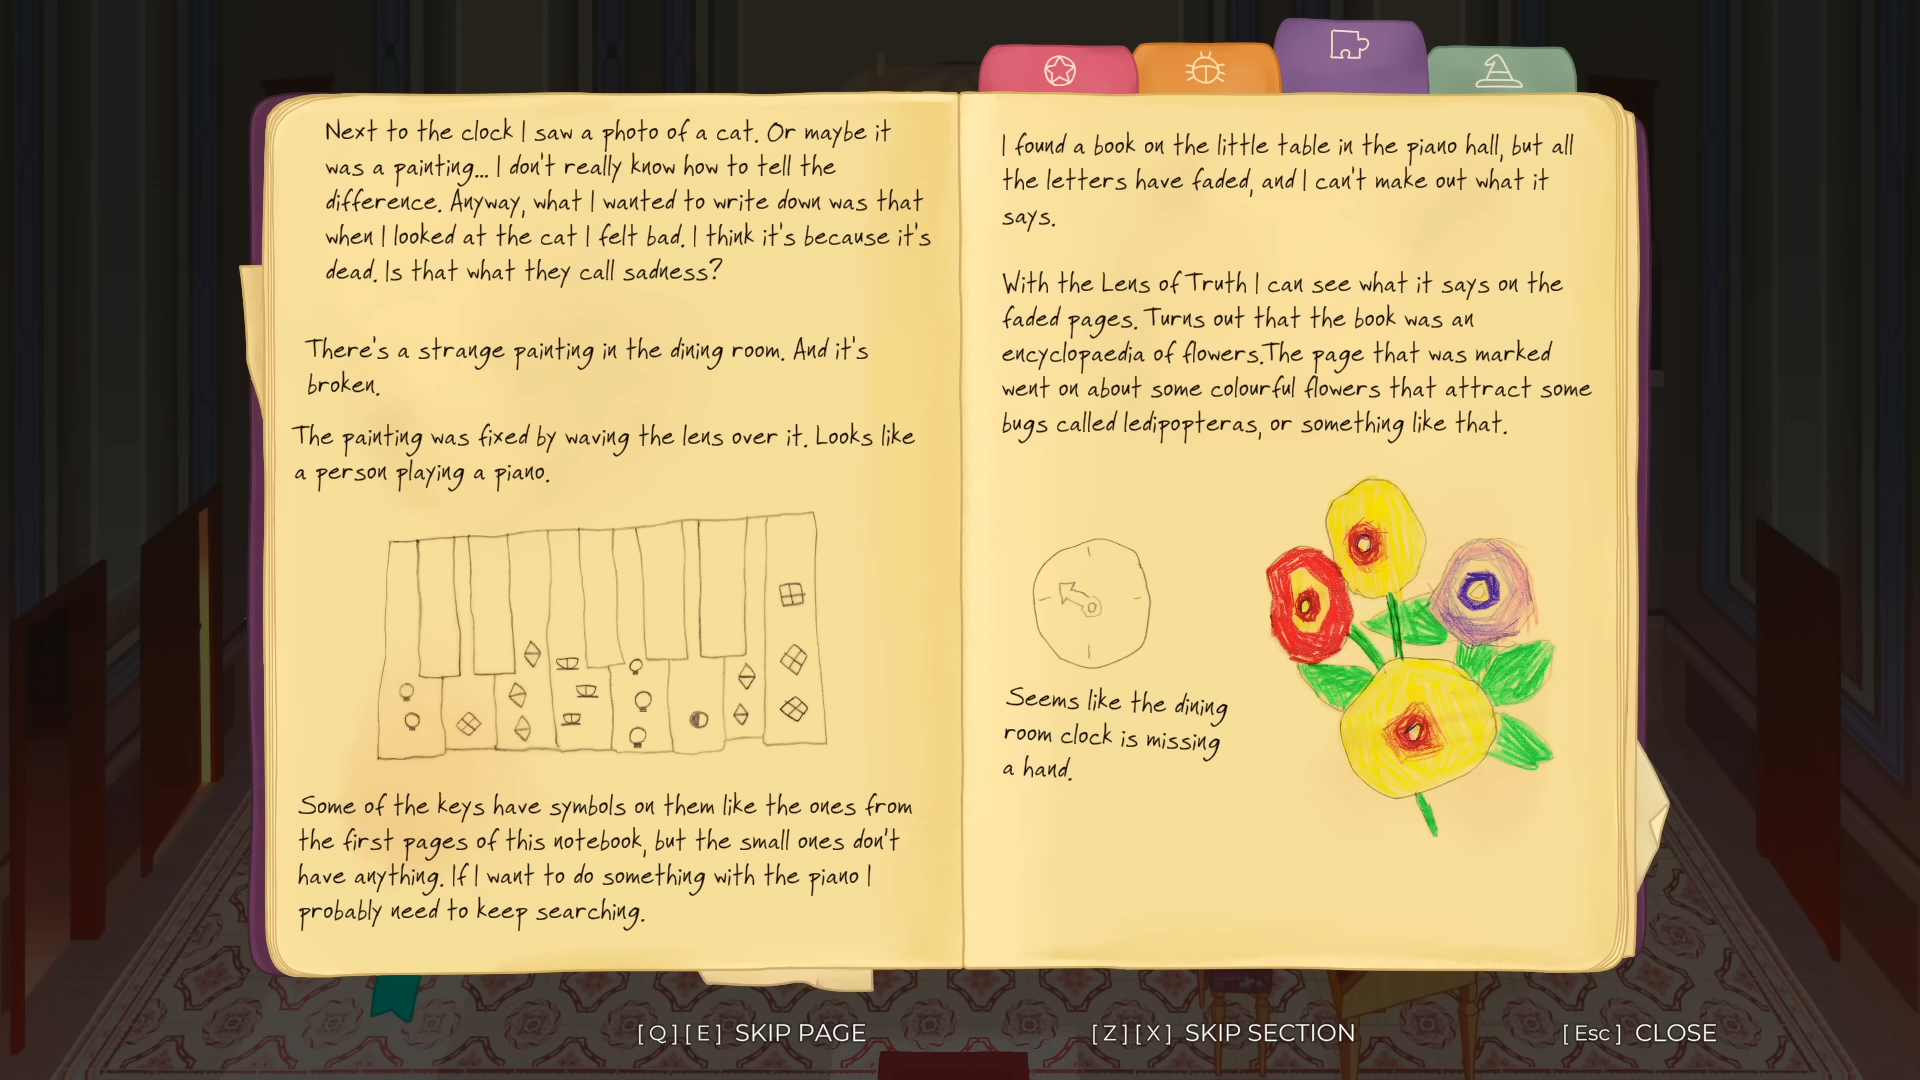 Next to the clock I saw a photo of a cat. Or maybe it
was a painting... I don't really know how to tell the
difference. Anyway, what I wanted to write down was that
when I looked at the cat I felt bad. I think it's because it's
dead. Is that what they call sadness?
There's a strange painting in the dining room. And it's
broken.
The painting was fixed by waving the lens over it. Looks like
a person playing a piano.
Some of the keys have symbols on them like the ones from
the first pages of this notebook, but the small ones don't
have anything. If I want to do something with the piano I
probably need to keep searching.
I found a book on the little table in the piano hall, but all
the letters have faded, and I can't make out what it
says.
With the Lens of Truth I can see what it says on the
faded pages. Turns out that the book was an
encyclopaedia of flowers.The page that was marked
went on about some colourful flowers that attract some
bugs called ledipopteras, or something like that.
Seems like the dining
room clock is missing
a hand.
[Q][E] SKIP PAGE
[Z][X] SKIP SECTION
[Esc] CLOSE